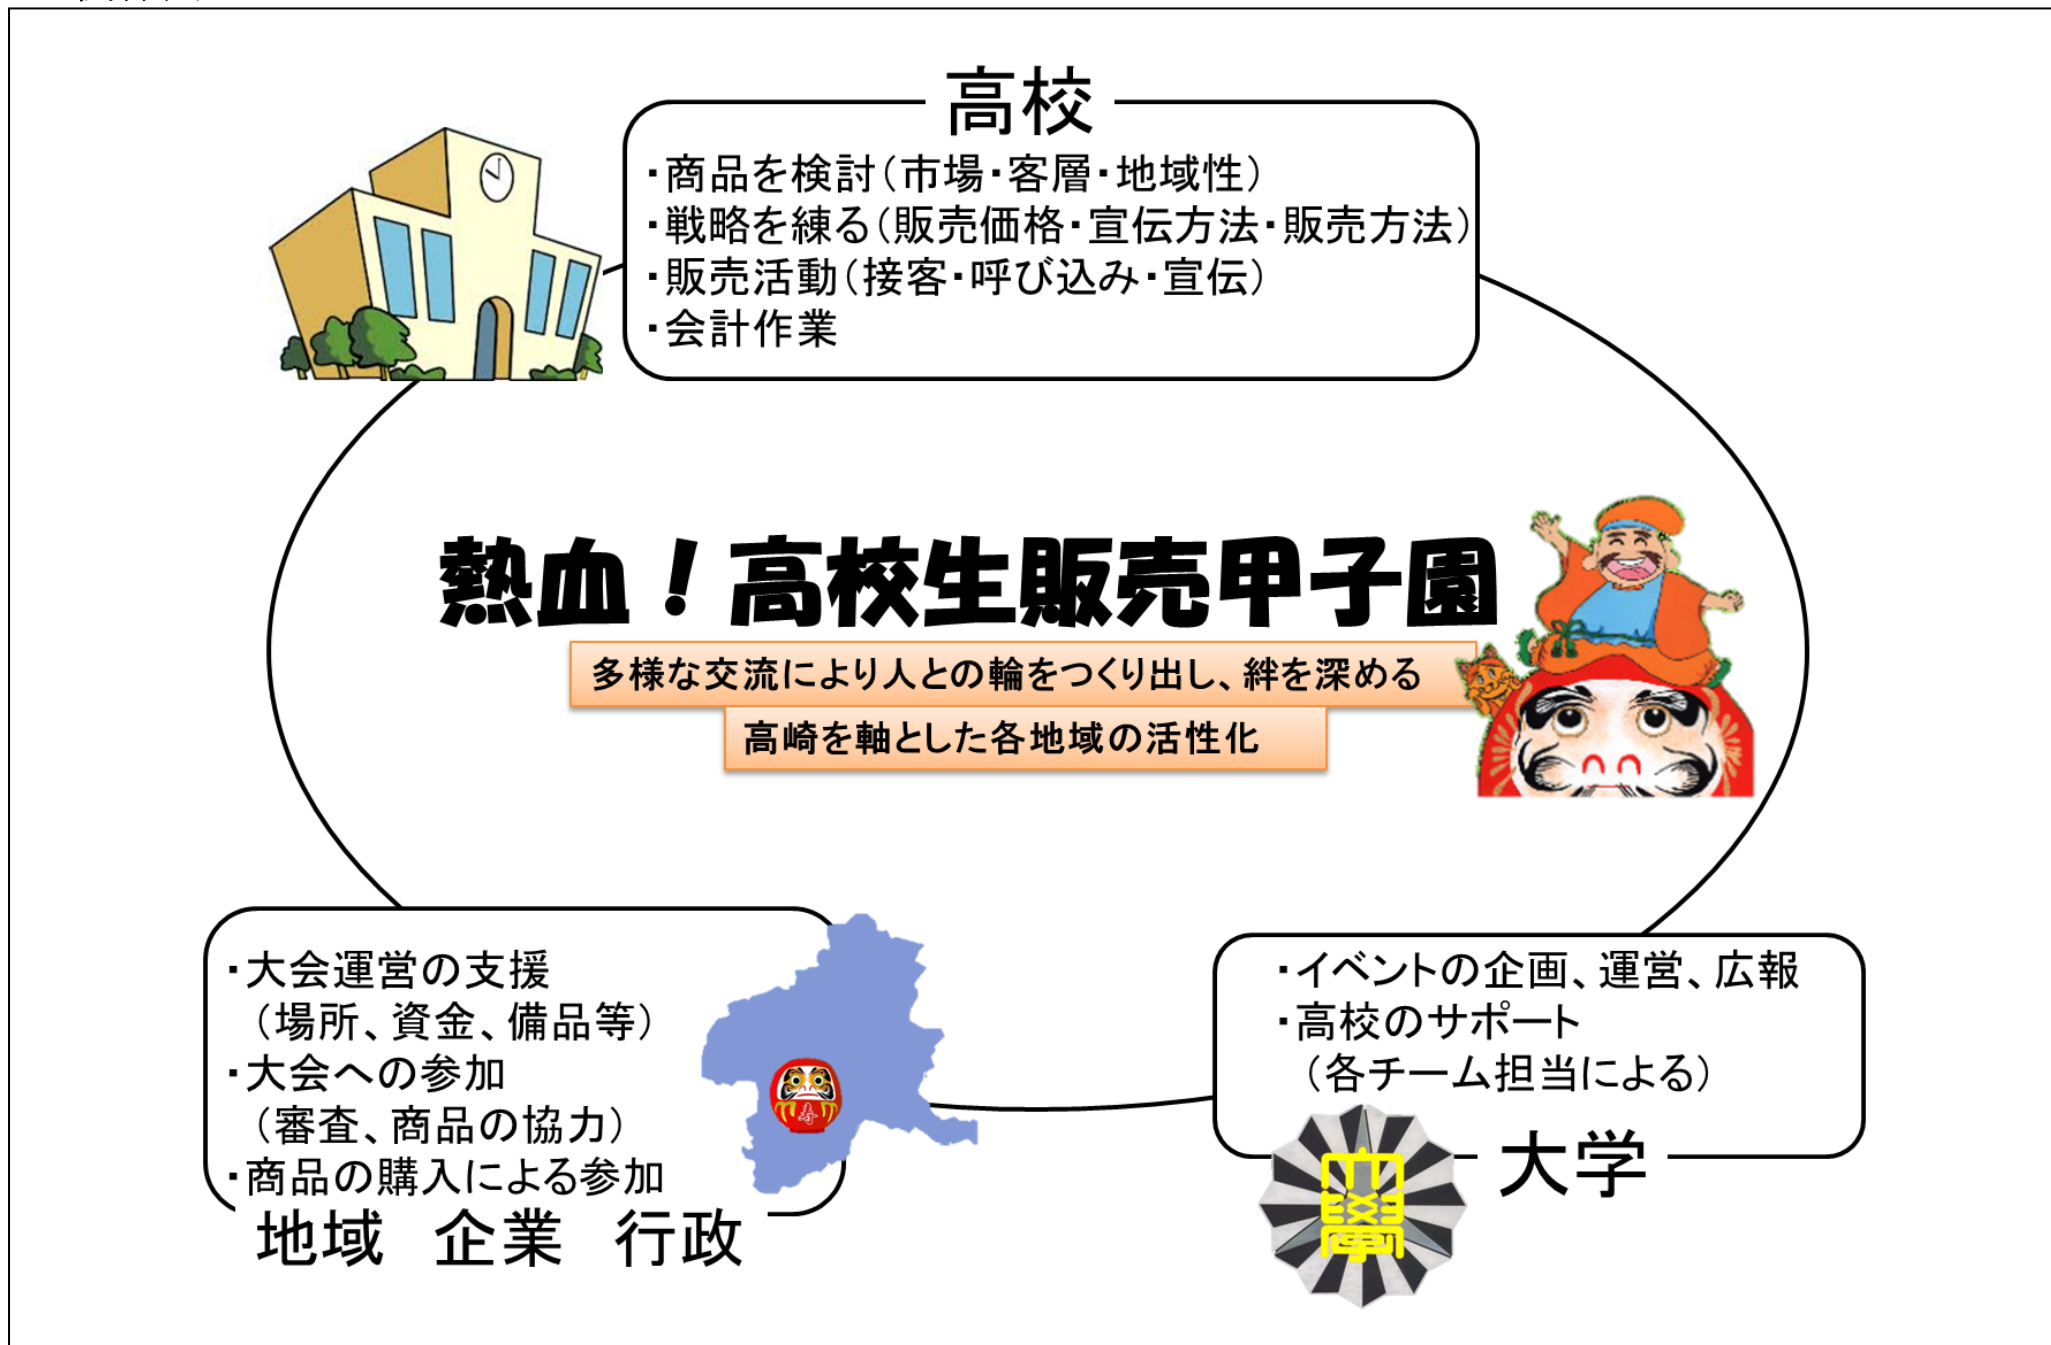 高校
・商品を検討(市場・客層・地域性)
・戦略を練る(販売価格・宣伝方法・販売方法)
・販売活動(接客・呼び込み・宣伝)
・会計作業
熱血!高校生販売甲子園
多様な交流により人との輪をつくり出し、絆を深める
高崎を軸とした各地域の活性化
・大会運営の支援
(場所、資金、備品等)
・大会への参加
(審査、商品の協力)
・商品の購入による参加
地域 企業 行政
寿
・イベントの企画、運営、広報
・高校のサポート
(各チーム担当による)
大学
大學